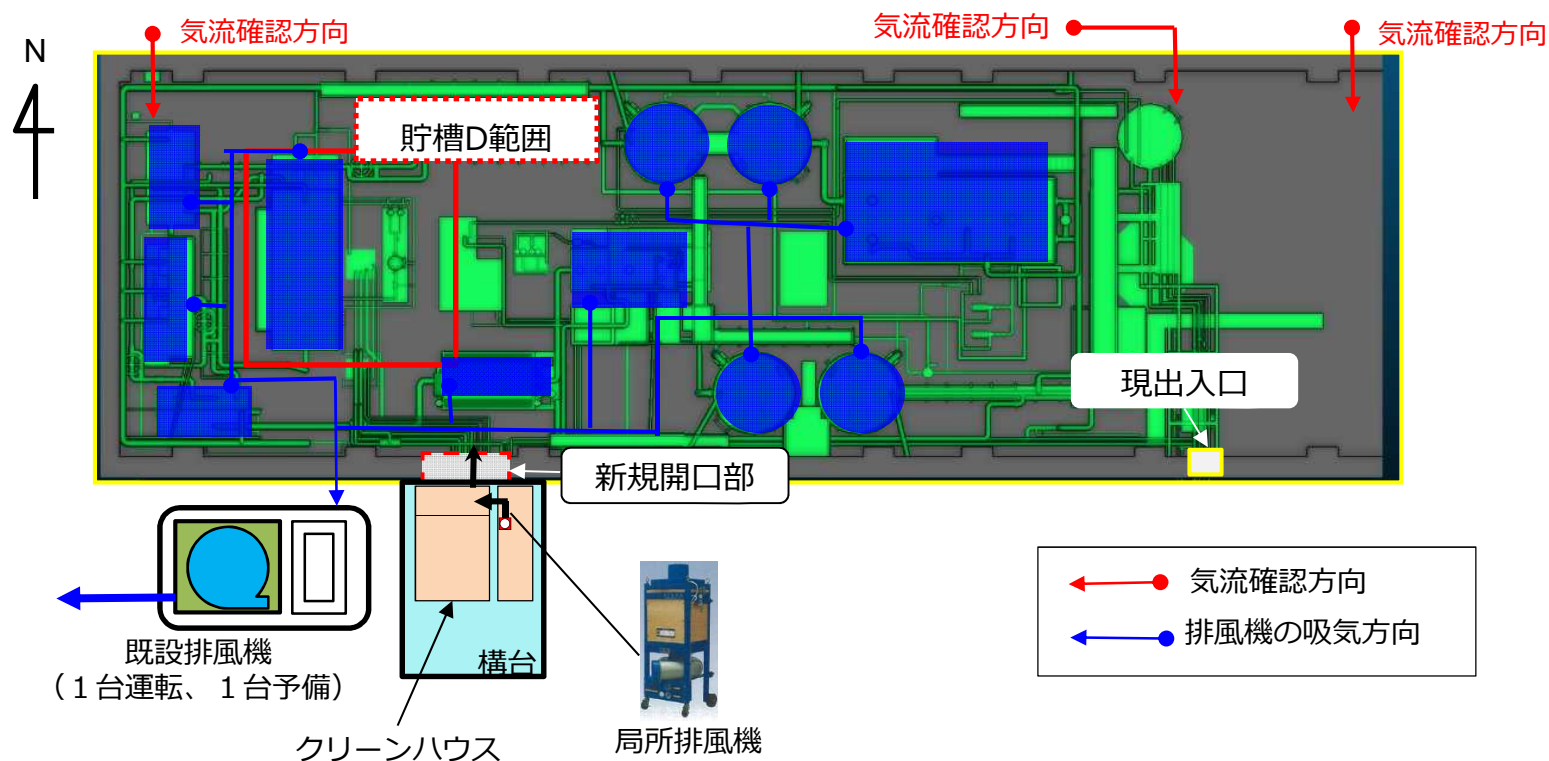 気流確認方向
気流確認方向
気流確認方向
N
貯槽D範囲
現出入口
新規開口部
気流確認方向
排風機の吸気方向
既設排風機
（１台運転、１台予備）
構台
クリーンハウス
局所排風機